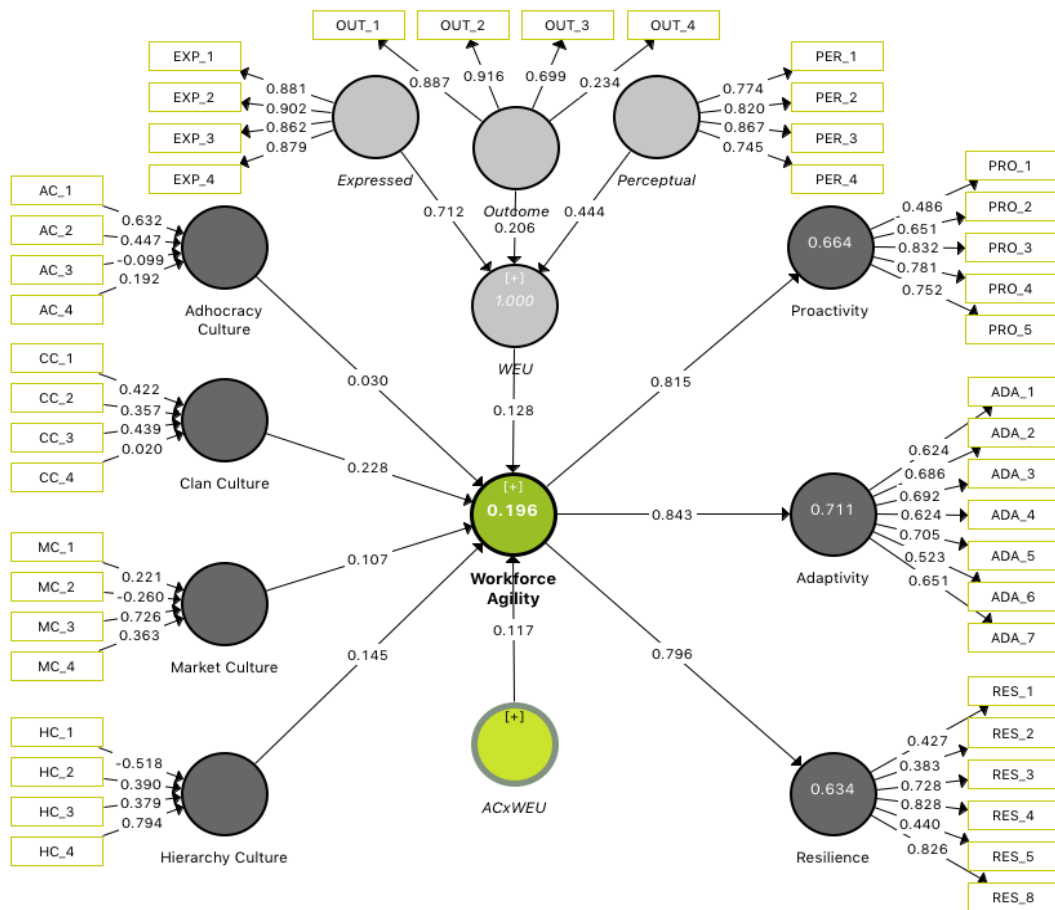 OUT_1
OUT_2
OUT_3
OUT_4
EXP_1
EXP_2
EXP_3
EXP_4
0.881
0.902
0.862
0.879
0.887
0.916
0.699
0.234
PER_1
PER_2
PER_3
PER_4
0.774
0.820
0.867
0.745
Expressed
Outcome
Perceptual
0.712
0.206
0.444
[+]
1.000
WEU
0.128
AC_1
AC_2
AC_3
AC_4
0.632
0.447
-0.099
0.192
Adhocracy
Culture
0.030
CC_1
CC_2
CC_3
CC_4
0.422
0.357
0.439
0.020
Clan Culture
0.228
MC_1
MC_2
MC_3
MC_4
0.221
-0.260
0.726
0.363
Market Culture
0.107
HC_1
HC_2
HC_3
HC_4
-0.518
0.390
0.379
0.794
Hierarchy Culture
0.145
[+]
0.196
Workforce
Agility
0.117
[+]
ACxWEU
0.815
0.843
0.796
0.664
Proactivity
0.486
0.651
0.832
0.781
0.752
PRO_1
PRO_2
PRO_3
PRO_4
PRO_5
0.711
Adaptivity
0.624
0.686
0.692
0.624
0.705
0.523
0.651
ADA_1
ADA_2
ADA_3
ADA_4
ADA_5
ADA_6
ADA_7
0.634
Resilience
0.427
0.383
0.728
0.828
0.440
0.826
RES_1
RES_2
RES_3
RES_4
RES_5
RES_8